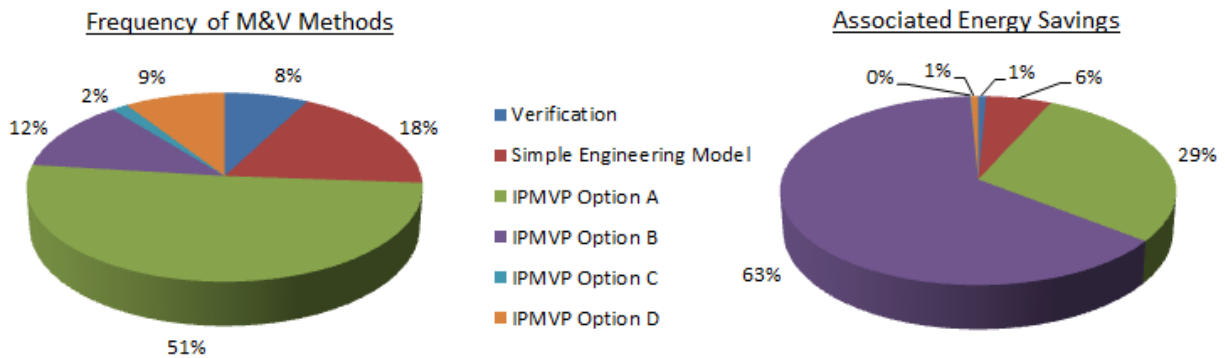 Frequency of M&V Methods
8%
18%
51%
12%
2%
9%
Verification
Simple Engineering Model
IPMVP Option A
IPMVP Option B
IPMVP Option C
IPMVP Option D
Associated Energy Savings
1%
6%
29%
63%
0%
1%